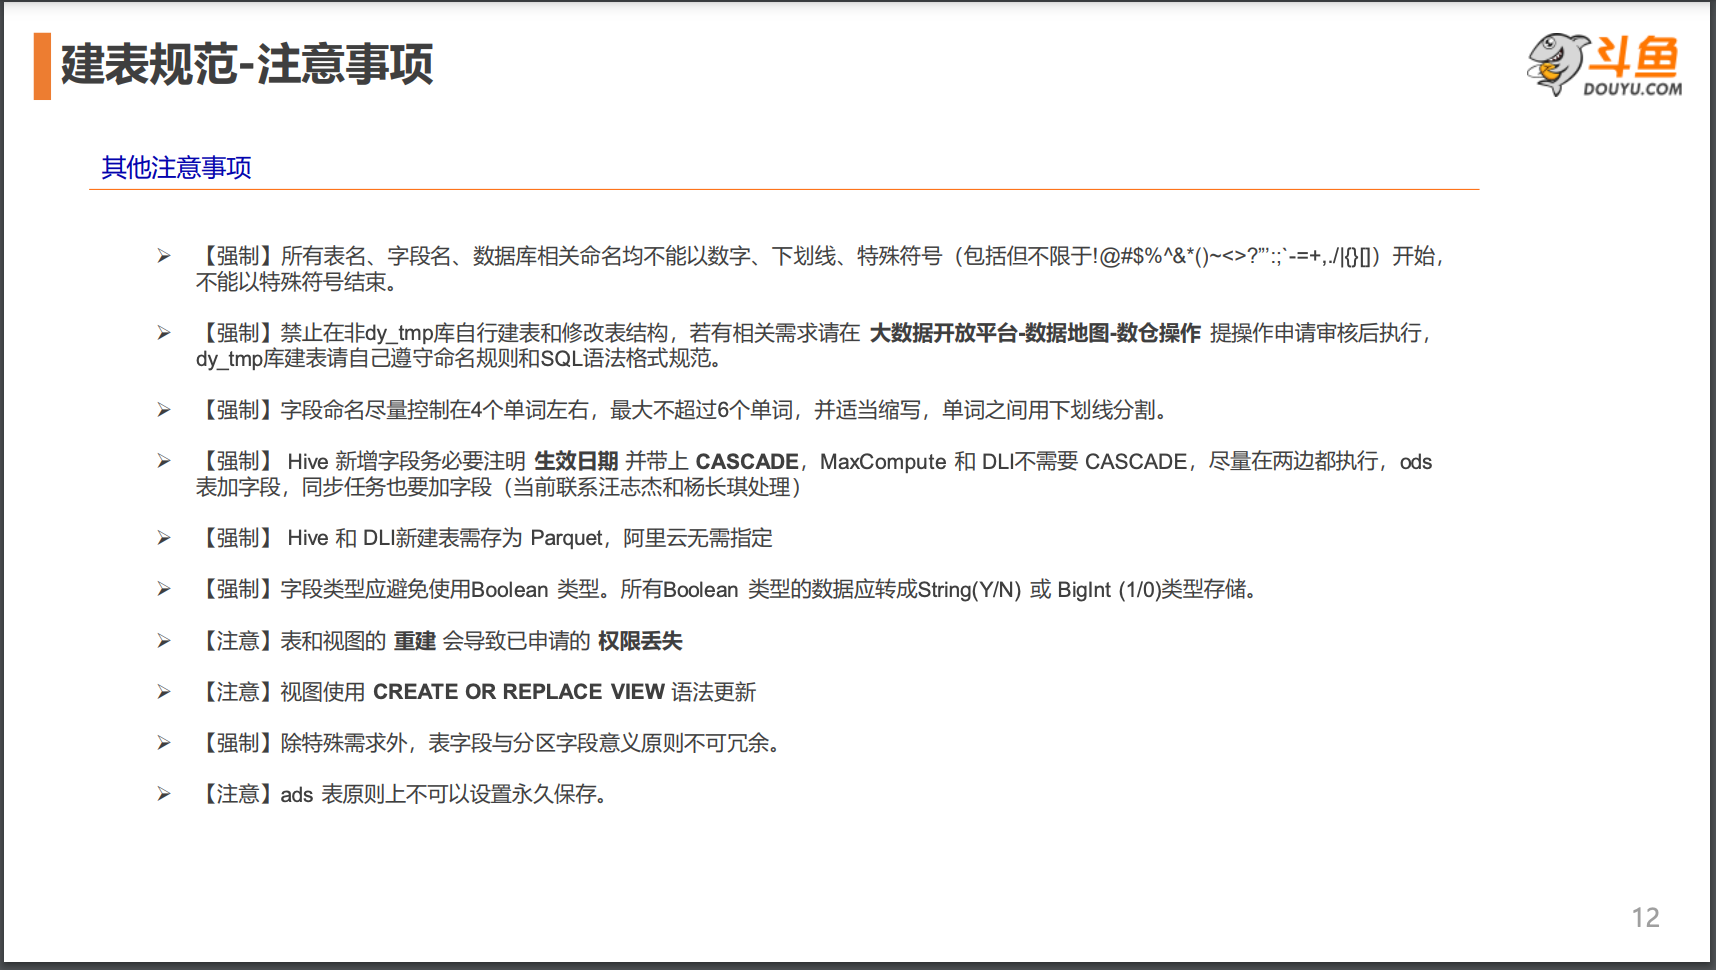 建表规范-注意事项
斗鱼
DOUYU.COM
其他注意事项
➢ 【强制】所有表名、字段名、数据库相关命名均不能以数字、下划线、特殊符号（包括但不限于!@#$%^&*()~<>?”’:;`-=+,./|{}[]）开始，
不能以特殊符号结束。
➢ 【强制】禁止在非dy_tmp库自行建表和修改表结构，若有相关需求请在 大数据开放平台-数据地图-数仓操作 提操作申请审核后执行，
dy_tmp库建表请自己遵守命名规则和SQL语法格式规范。
➢ 【强制】字段命名尽量控制在4个单词左右，最大不超过6个单词，并适当缩写，单词之间用下划线分割。
➢ 【强制】 Hive 新增字段务必要注明 生效日期 并带上 CASCADE，MaxCompute 和 DLI不需要 CASCADE，尽量在两边都执行，ods
表加字段，同步任务也要加字段（当前联系汪志杰和杨长琪处理）
➢ 【强制】 Hive 和 DLI新建表需存为 Parquet，阿里云无需指定
➢ 【强制】字段类型应避免使用Boolean 类型。所有Boolean 类型的数据应转成String(Y/N) 或 BigInt (1/0)类型存储。
➢ 【注意】表和视图的 重建 会导致已申请的 权限丢失
➢ 【注意】视图使用 CREATE OR REPLACE VIEW 语法更新
➢ 【强制】除特殊需求外，表字段与分区字段意义原则不可冗余。
➢ 【注意】ads 表原则上不可以设置永久保存。
12